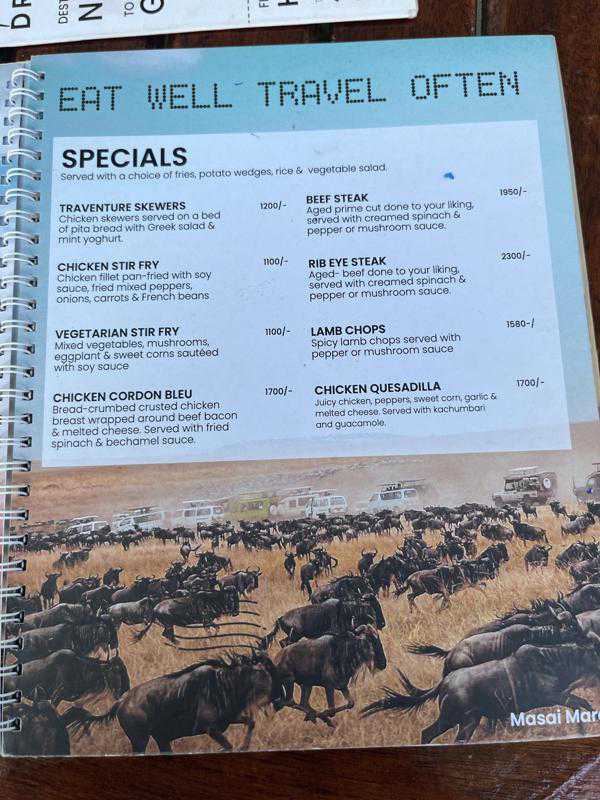 DEST
TO
EAT WELL TRAVEL OFTEN
SPECIALS
Served with a choice of fries, potato wedges, rice & vegetable salad.
TRAVENTURE SKEWERS 1200/-
Chicken skewers served on a bed
of pita bread with Greek salad &
mint yoghurt.
CHICKEN STIR FRY 1100/-
Chicken fillet pan-fried with soy
sauce, fried mixed peppers,
onions, carrots & French beans
VEGETARIAN STIR FRY 1100/-
Mixed vegetables, mushrooms,
eggplant & sweet corns sautéed
with soy sauce
CHICKEN CORDON BLEU 1700/-
Bread-crumbed crusted chicken
breast wrapped around beef bacon
& melted cheese. Served with fried
spinach & bechamel sauce.
BEEF STEAK 1950/-
Aged prime cut done to your liking,
served with creamed spinach &
pepper or mushroom sauce.
RIB EYE STEAK 2300/-
Aged- beef done to your liking,
served with creamed spinach &
pepper or mushroom sauce.
LAMB CHOPS 1580-/
Spicy lamb chops served with
pepper or mushroom sauce
CHICKEN QUESADILLA 1700/-
Juicy chicken, peppers, sweet corn, garlic &
melted cheese. Served with kachumbari
and guacamole.
Masai Mara